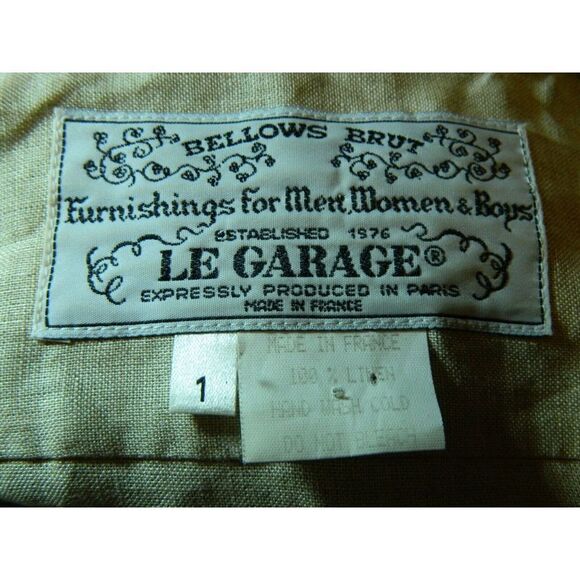 BELLOWS BRUT
Furnishings for Men, Women & Boys
ESTABLISHED 1976
LE GARAGE®
EXPRESSLY PRODUCED IN PARIS
MADE IN FRANCE
1
MADE IN FRANCE
100 % LINEN
HAND WASH COLD
DO NOT BLEACH